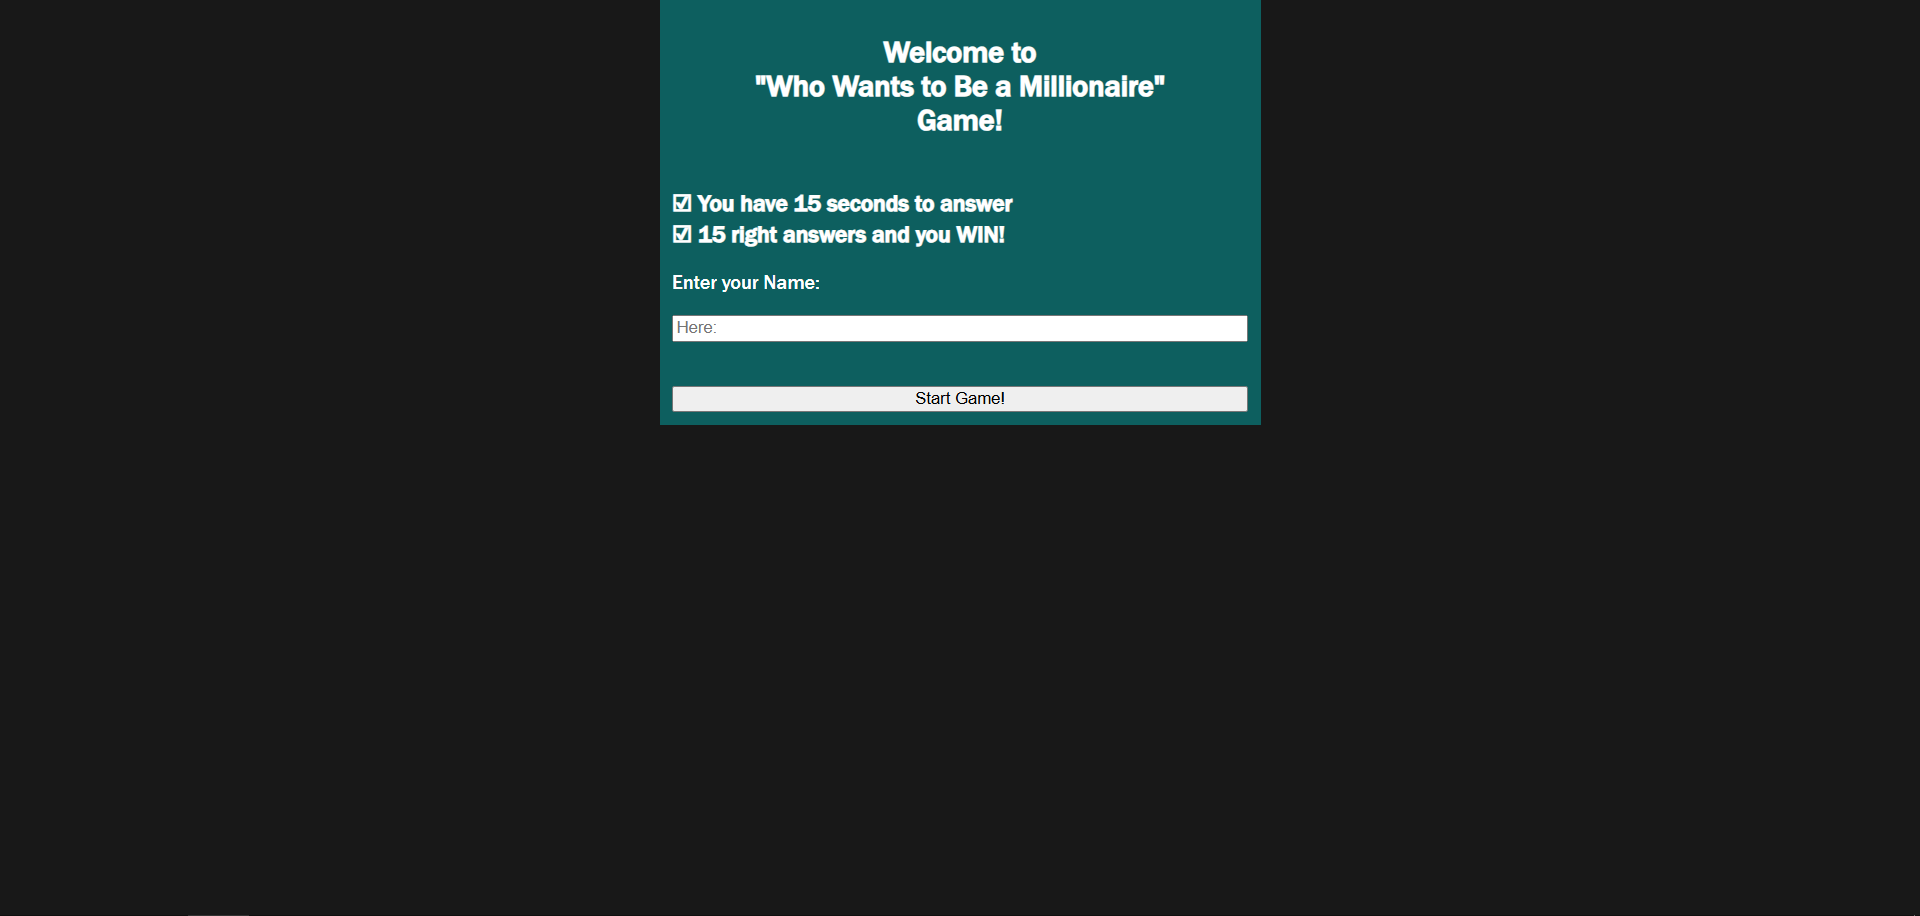 Welcome to
"Who Wants to Be a Millionaire"
Game!
☑ You have 15 seconds to answer
☑ 15 right answers and you WIN!
Enter your Name:
Here:
Start Game!